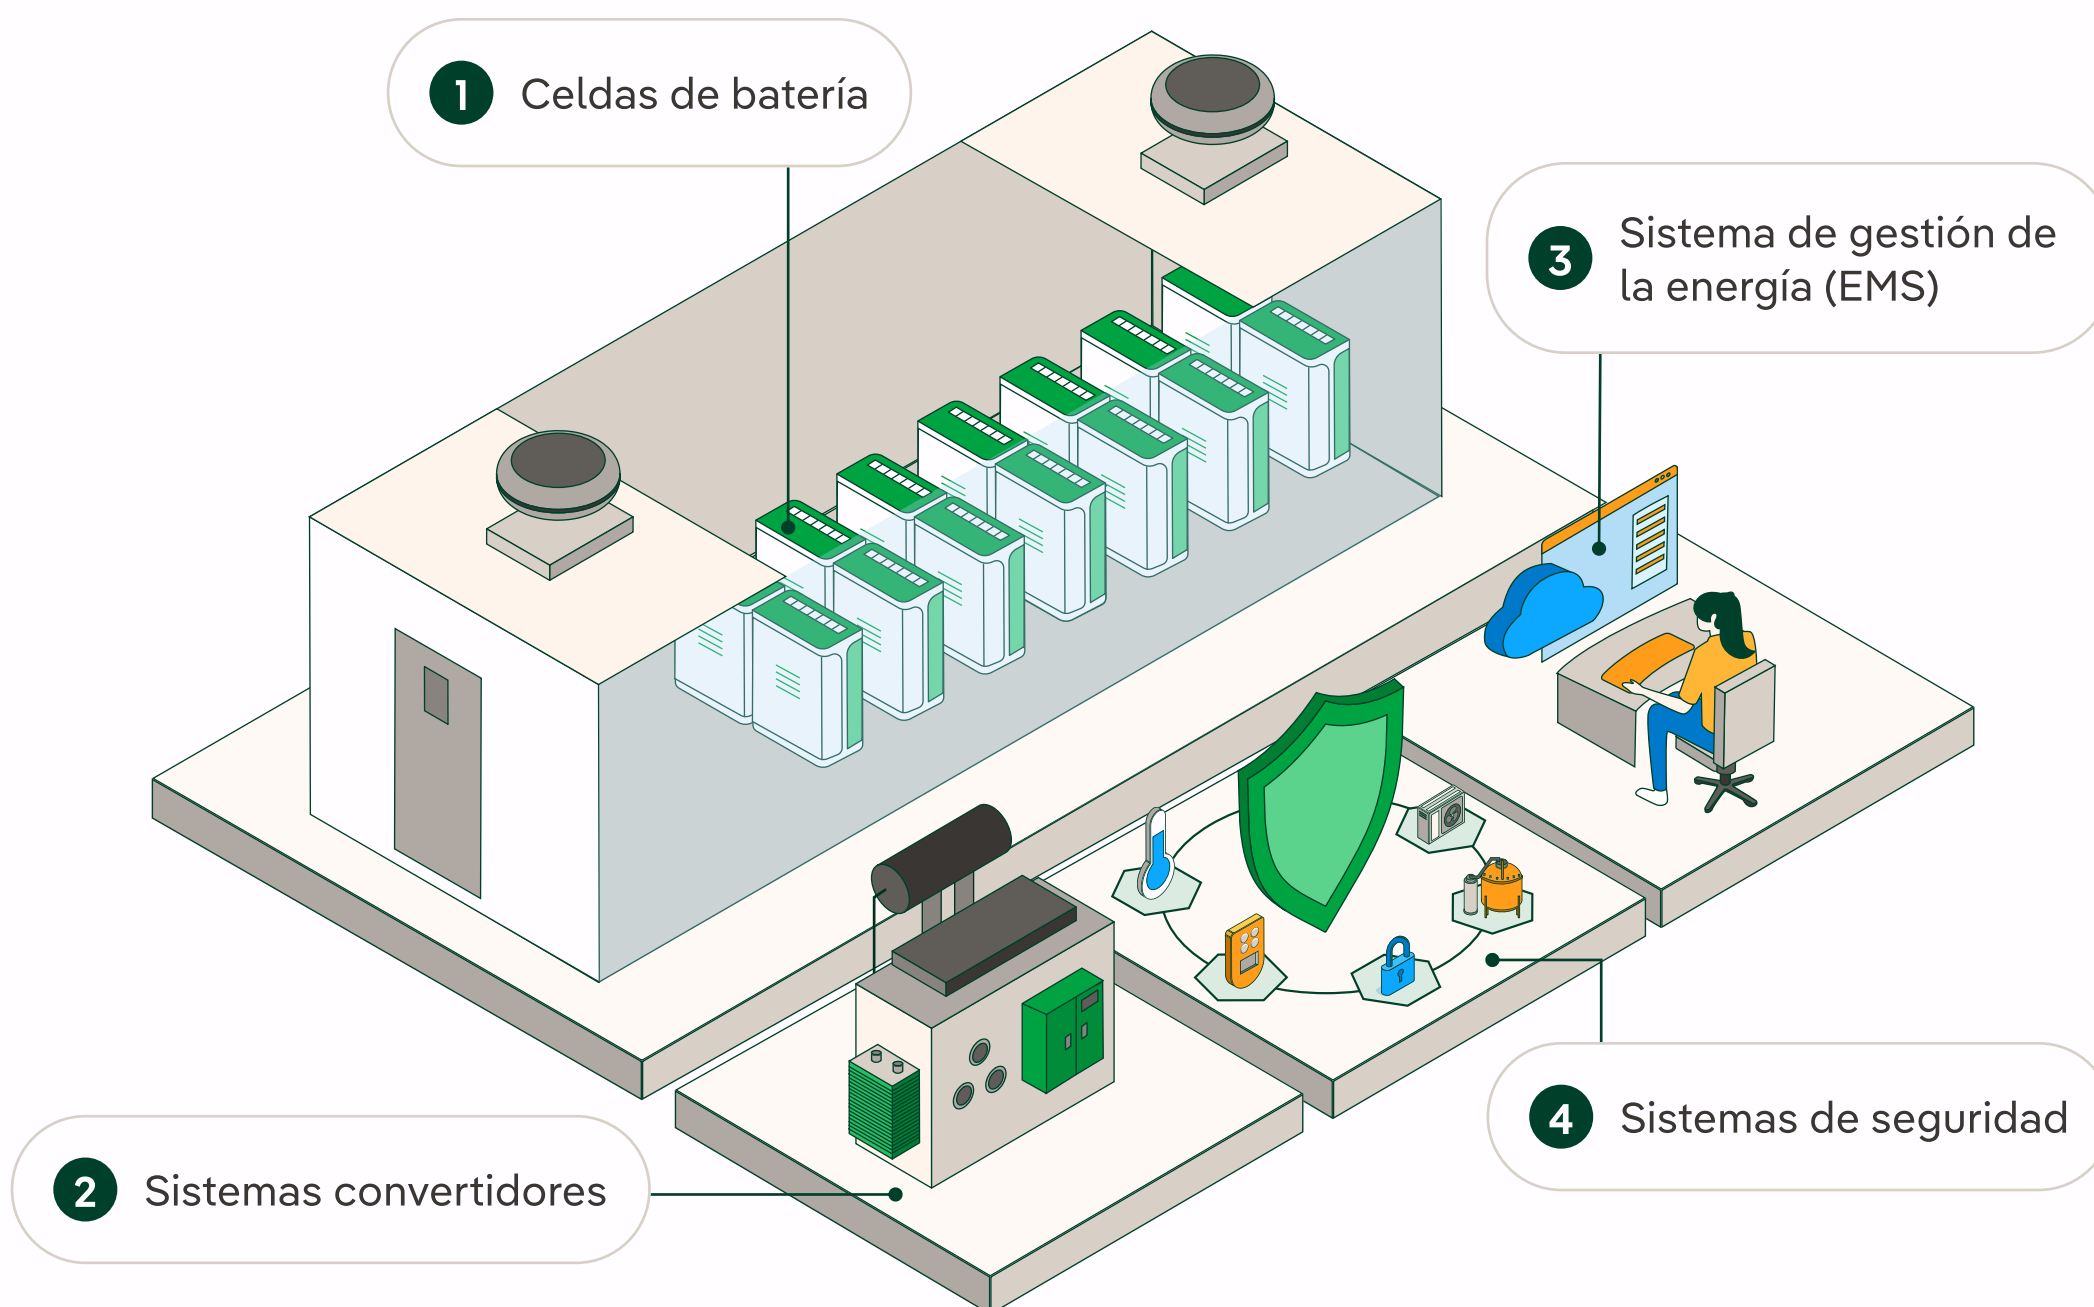 1 Celdas de batería
3 Sistema de gestión de
la energía (EMS)
2 Sistemas convertidores
4 Sistemas de seguridad